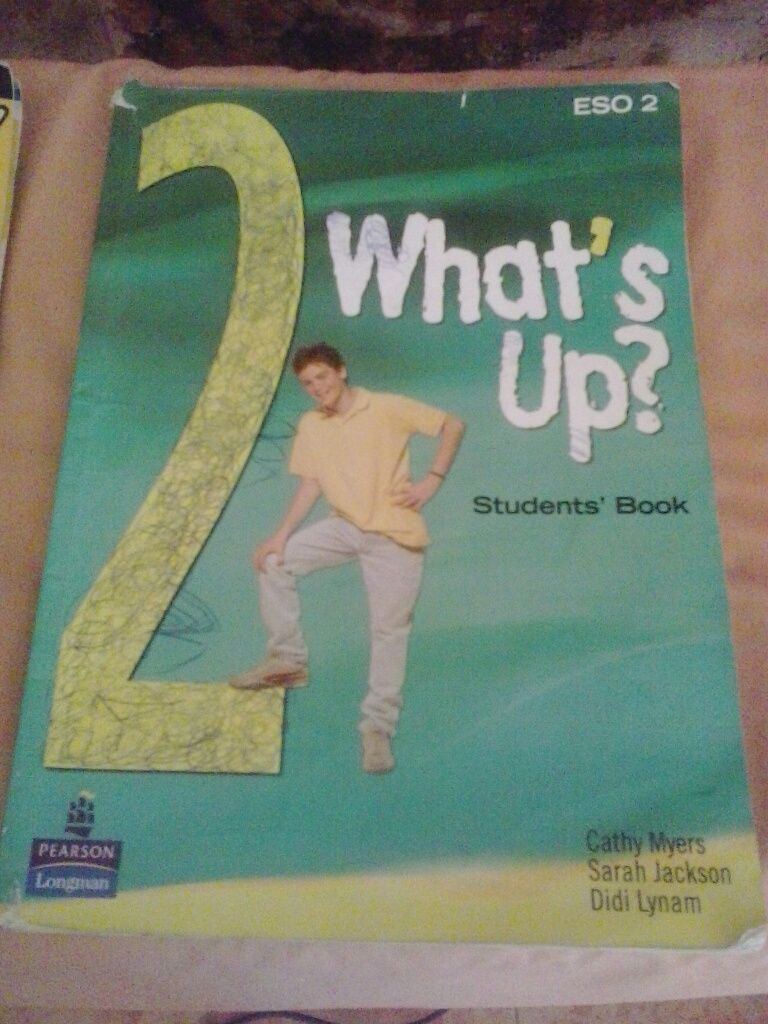 ESO 2
2
What's
Up?
Students' Book
Cathy Myers
Sarah Jackson
Didi Lynam
PEARSON
Longman